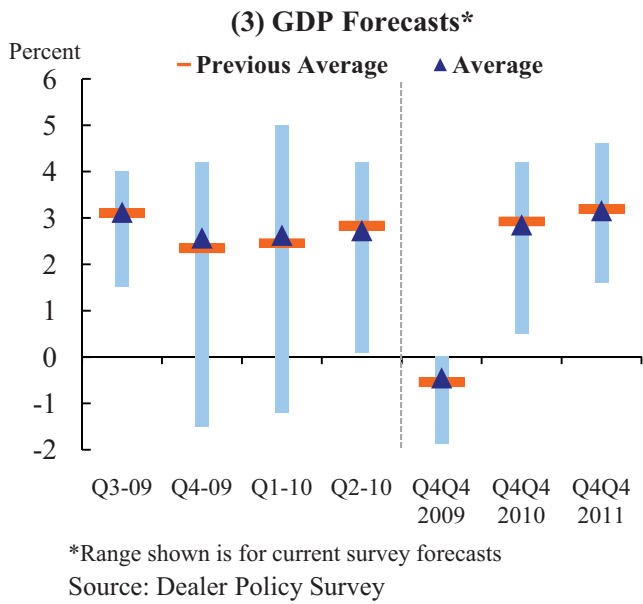 (3) GDP Forecasts*
Percent
Previous Average
Average
6
5
4
3
2
1
0
-1
-2
Q3-09 Q4-09 Q1-10 Q2-10 Q4Q4 Q4Q4 Q4Q4
2009 2010 2011
*Range shown is for current survey forecasts
Source: Dealer Policy Survey